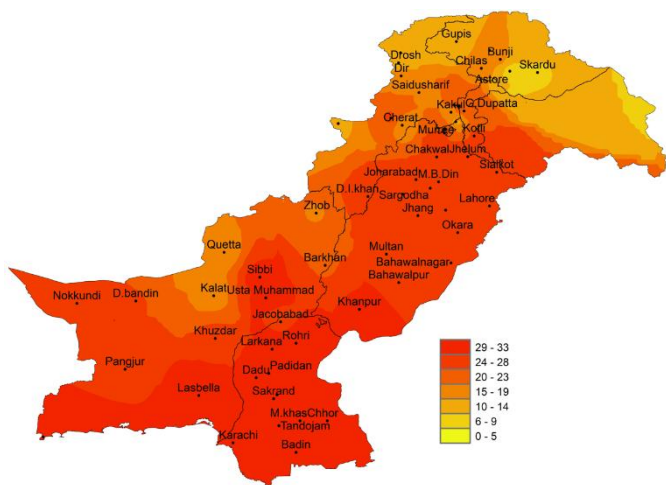 Gupis
Drosh
Bunji
Dir
Chilas
Skardu
Astore
Saidusharif
Kakul
G.Dupatta
Cherat
Murree
Kotli
Chakwal
Jhelum
Sialkot
Joharabad
M.B.Din
D.I.khan
Sargodha
Lahore
Zhob
Jhang
Okara
Quetta
Multan
Barkhan
Bahawalnagar
Sibbi
Bahawalpur
Nokkundi
D.bandin
Kalat
Usta Muhammad
Khanpur
Jacobabad
Khuzdar
Larkana
Rohri
Pangjur
Dadu
Padidan
Lasbella
Sakrand
M.khas
Chhor
Tandojam
Karachi
Badin
29 - 33
24 - 28
20 - 23
15 - 19
10 - 14
6 - 9
0 - 5